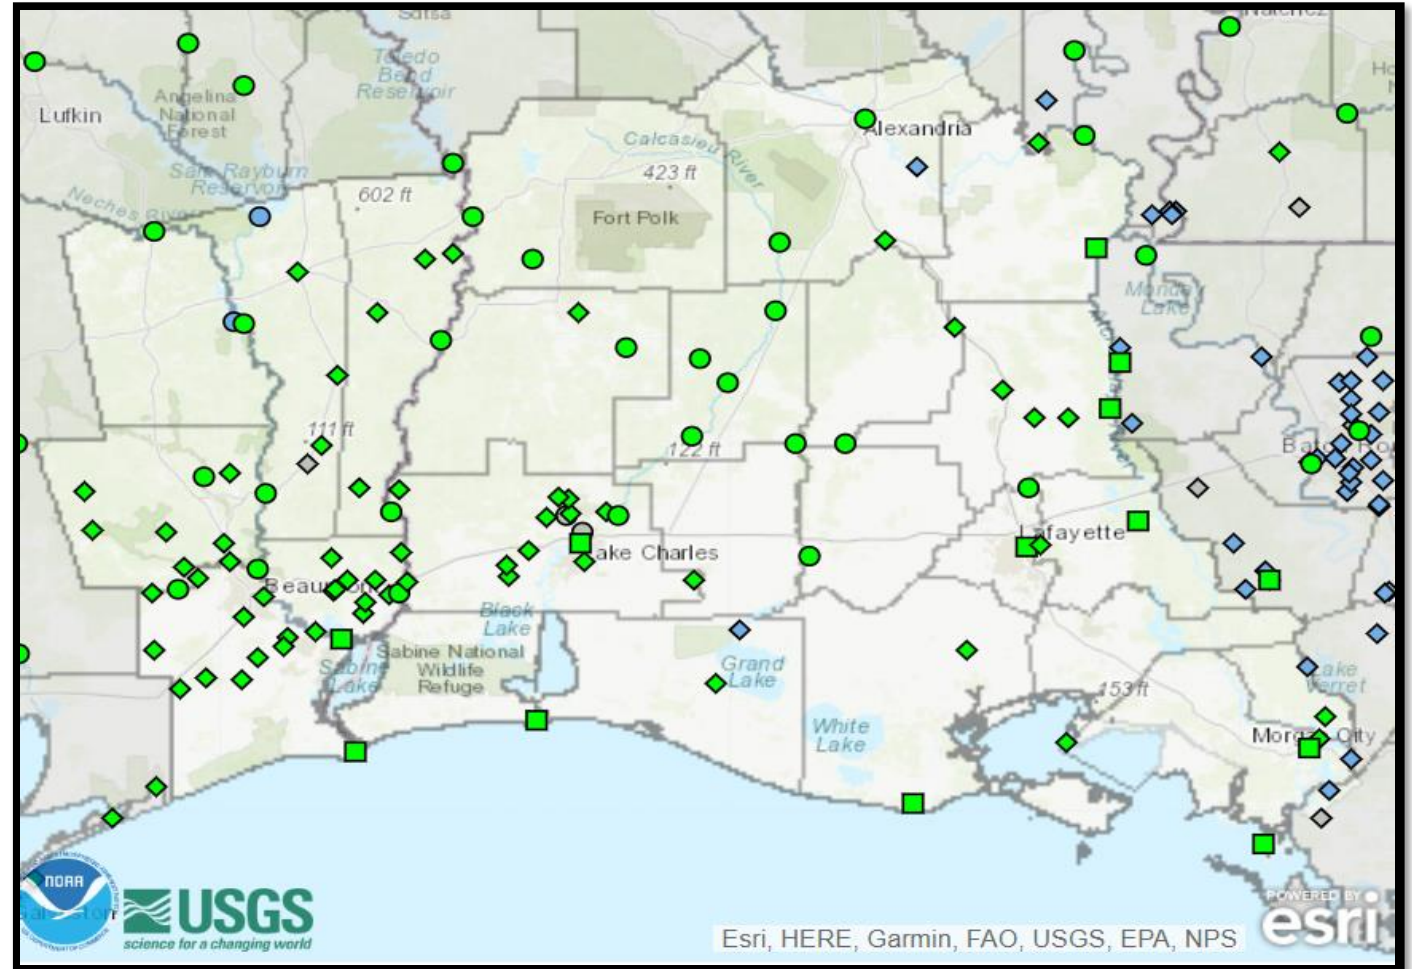 Toledo
Bend
Reservoir
Lufkin
Angelina
National
Forest
Sam Rayburn
Reservoir
Neches River
602 ft
Calcasieu River
423 ft
Fort Polk
Alexandria
111 ft
122 ft
Lafayette
Lake Charles
Black
Lake
Sabine
Lake
Sabine National
Wildlife
Refuge
Grand
Lake
White
Lake
153 ft
Lake
Verret
NOAA
USGS
science for a changing world
Esri, HERE, Garmin, FAO, USGS, EPA, NPS
POWERED BY
esri